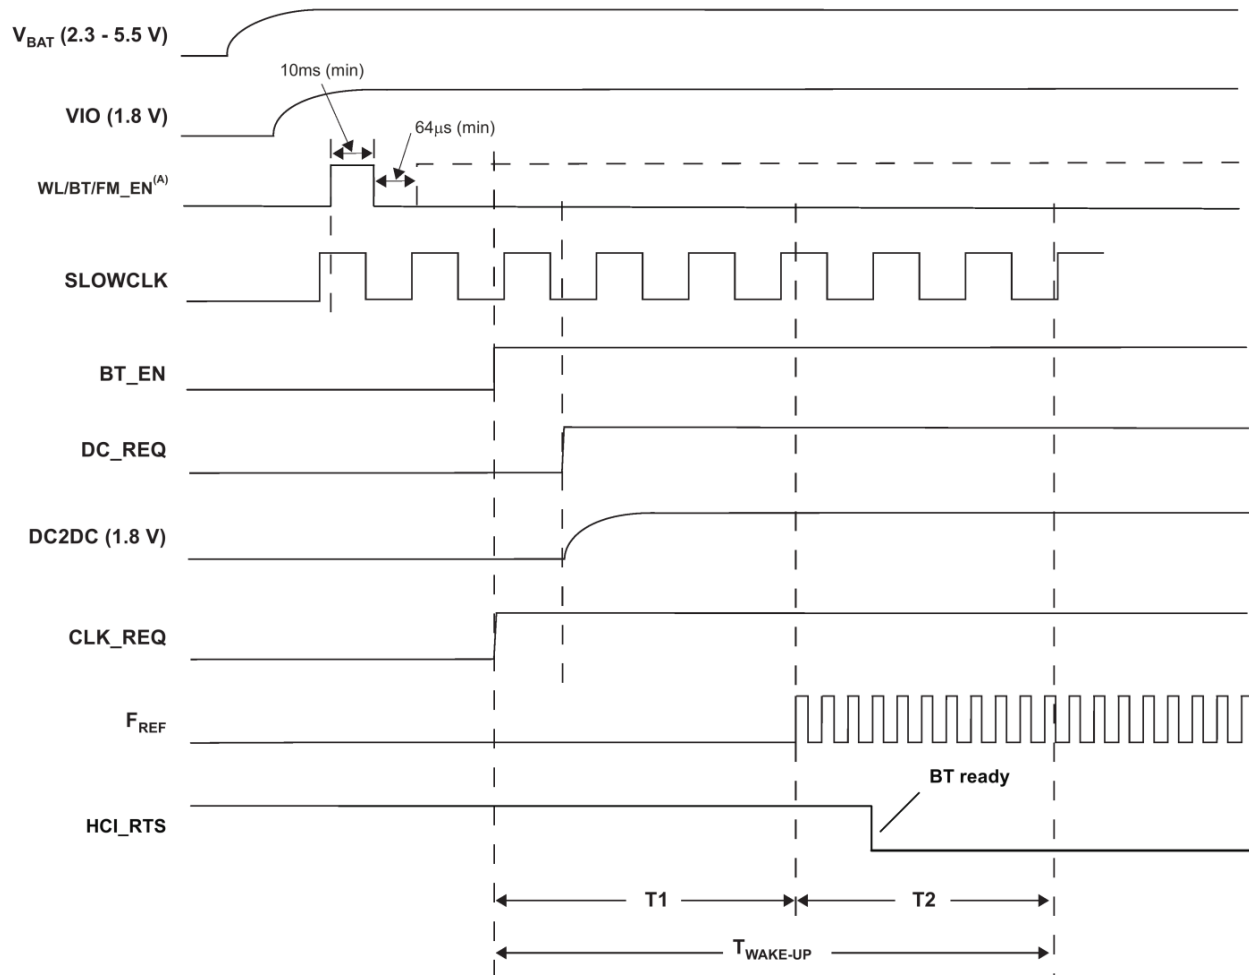 V_BAT (2.3 - 5.5 V)
10ms (min)
VIO (1.8 V)
64μs (min)
WL/BT/FM_EN(A)
SLOWCLK
BT_EN
DC_REQ
DC2DC (1.8 V)
CLK_REQ
F_REF
BT ready
HCI_RTS
T1
T2
T_WAKE-UP